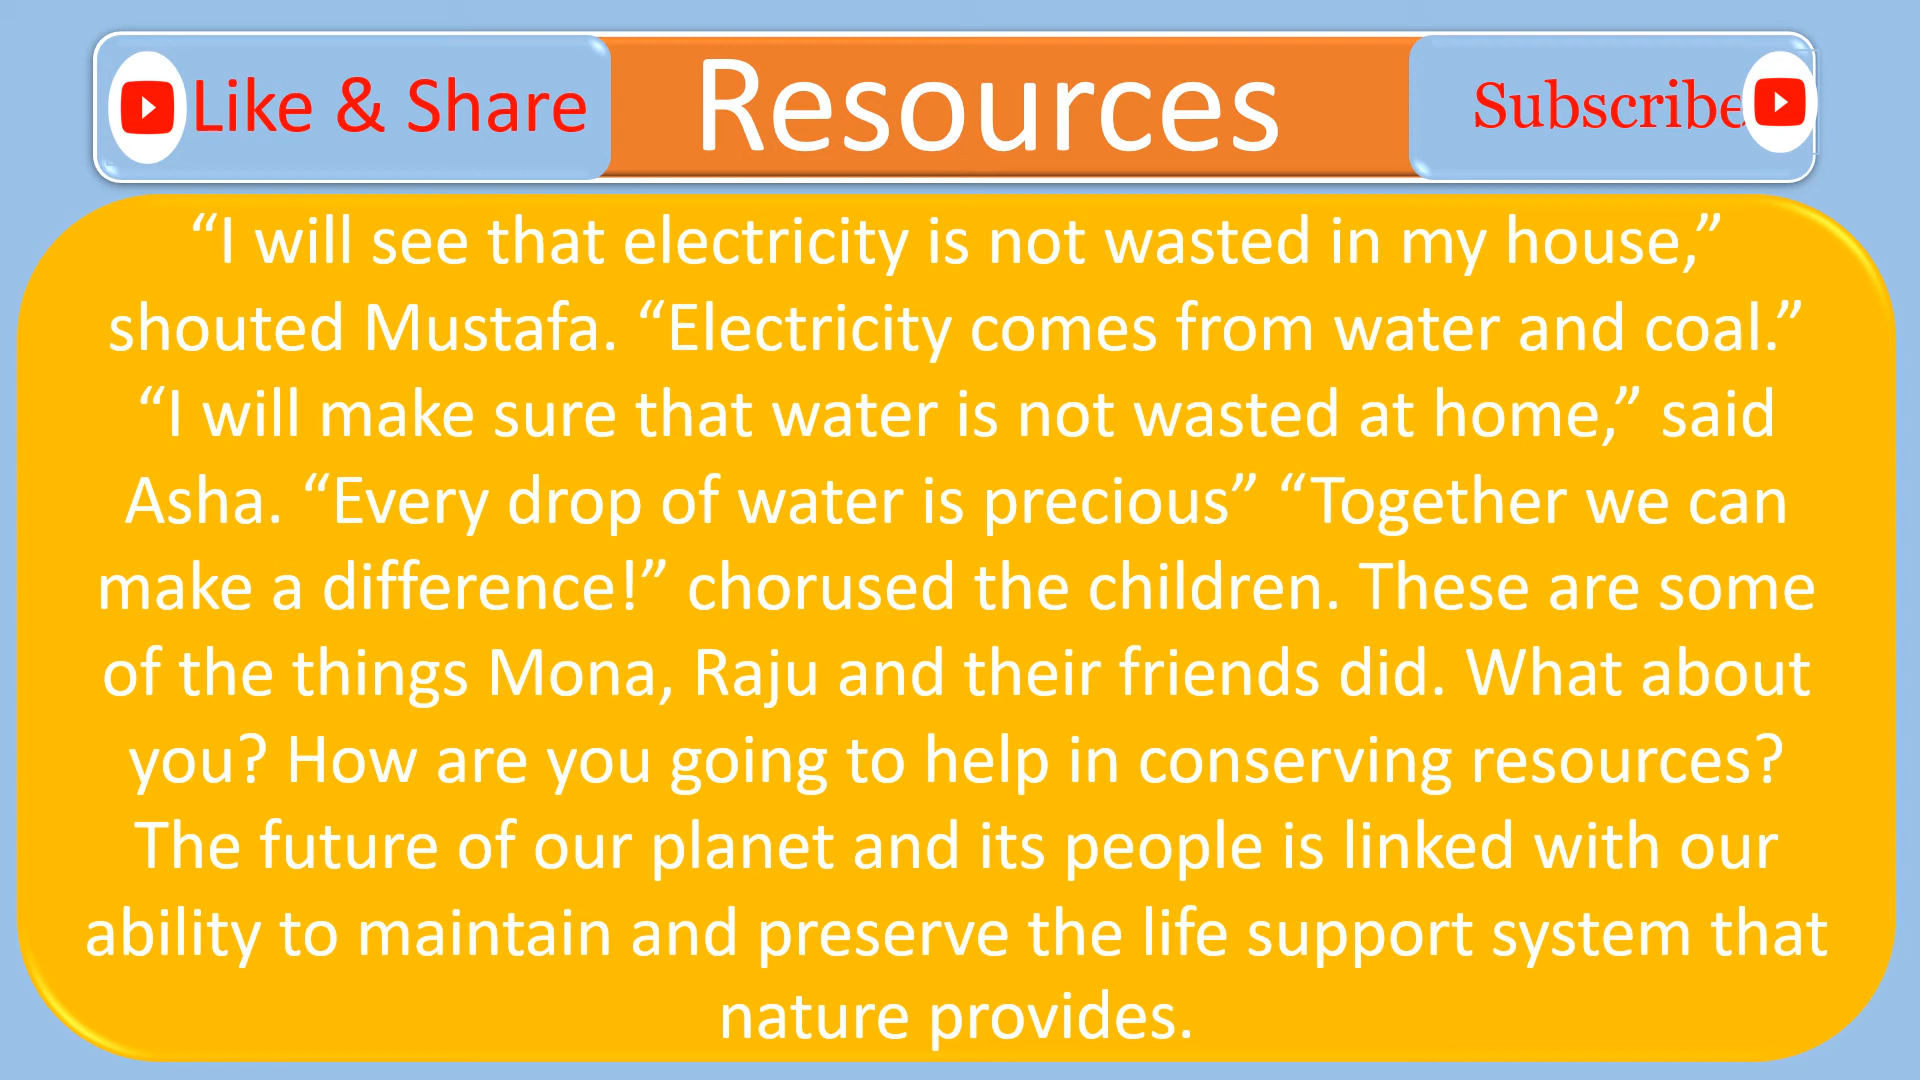 Like & Share
Resources
Subscribe
“I will see that electricity is not wasted in my house,”
shouted Mustafa. “Electricity comes from water and coal.”
“I will make sure that water is not wasted at home,” said
Asha. “Every drop of water is precious” “Together we can
make a difference!” chorused the children. These are some
of the things Mona, Raju and their friends did. What about
you? How are you going to help in conserving resources?
The future of our planet and its people is linked with our
ability to maintain and preserve the life support system that
nature provides.